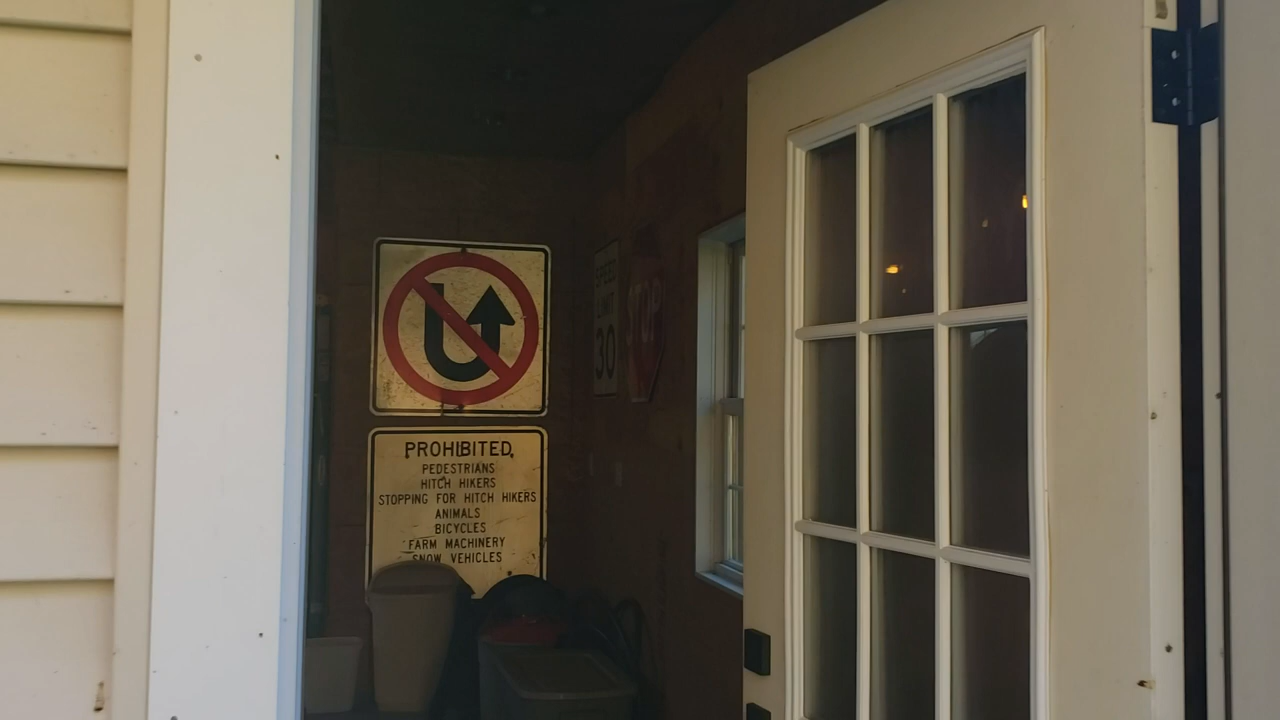 SPEED
LIMIT
30
STOP
PROHIBITED
PEDESTRIANS
HITCH HIKERS
STOPPING FOR HITCH HIKERS
ANIMALS
BICYCLES
FARM MACHINERY
SNOW VEHICLES